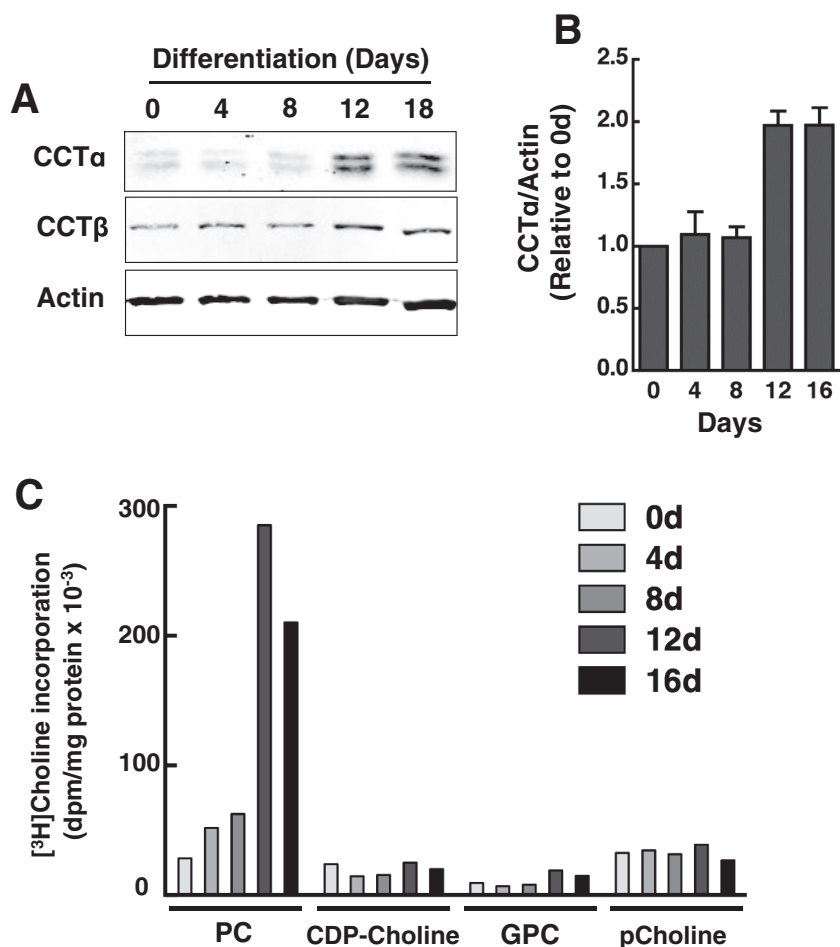 A
Differentiation (Days)
0 4 8 12 18
CCTα
CCTβ
Actin
B
CCTα/Actin
(Relative to 0d)
2.5
2.0
1.5
1.0
0.5
0.0
0 4 8 12 16
Days
C
[³H]Choline incorporation
(dpm/mg protein x 10⁻³)
300
200
100
0
PC CDP-Choline GPC pCholine
0d
4d
8d
12d
16d